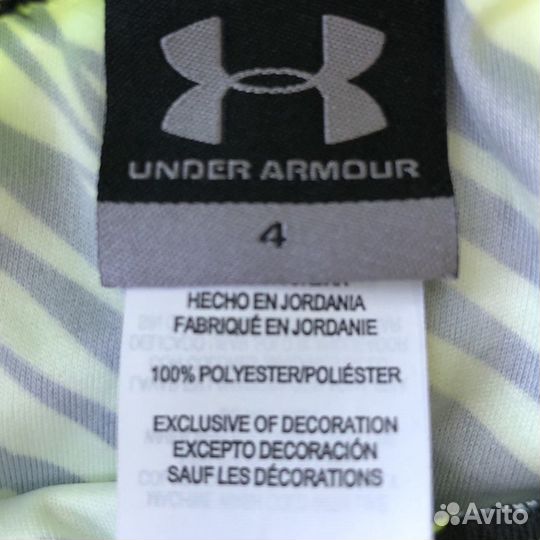 UNDER ARMOUR
4
HECHO EN JORDANIA
FABRIQUÉ EN JORDANIE
100% POLYESTER/POLIÉSTER
EXCLUSIVE OF DECORATION
EXCEPTO DECORACIÓN
SAUF LES DÉCORATIONS
Avito